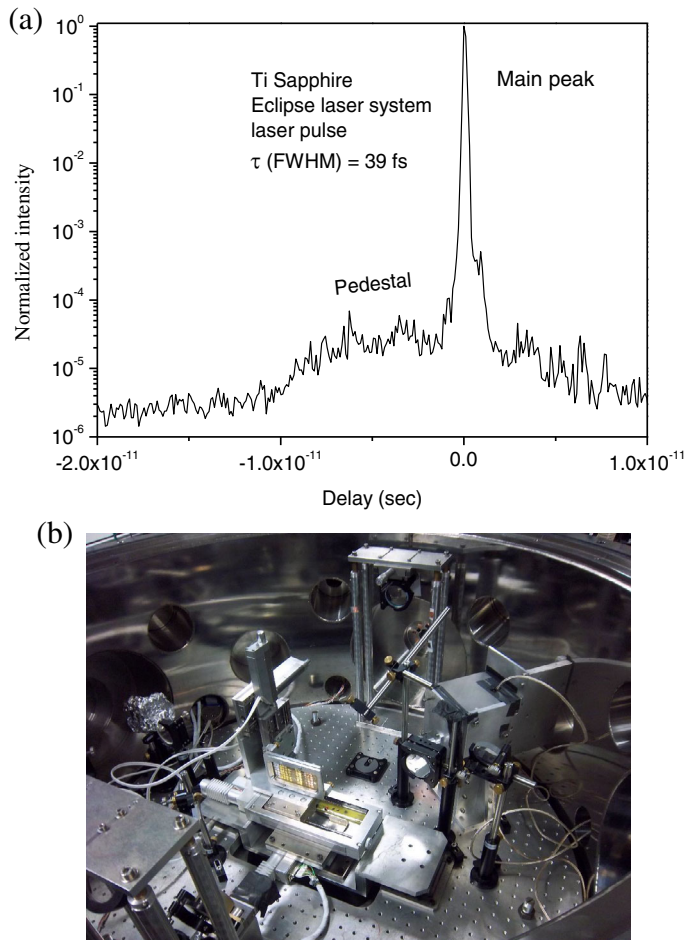 (a)
10⁰
10⁻¹
10⁻²
10⁻³
10⁻⁴
10⁻⁵
10⁻⁶
Normalized intensity
Ti Sapphire
Eclipse laser system
laser pulse
τ (FWHM) = 39 fs
Main peak
Pedestal
-2.0x10⁻¹¹
-1.0x10⁻¹¹
0.0
1.0x10⁻¹¹
Delay (sec)
(b)